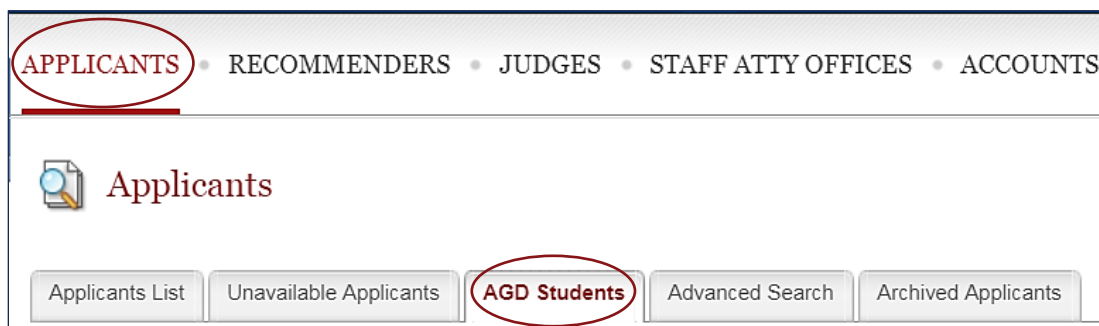 APPLICANTS • RECOMMENDERS • JUDGES • STAFF ATTY OFFICES • ACCOUNTS
Applicants
Applicants List Unavailable Applicants AGD Students Advanced Search Archived Applicants